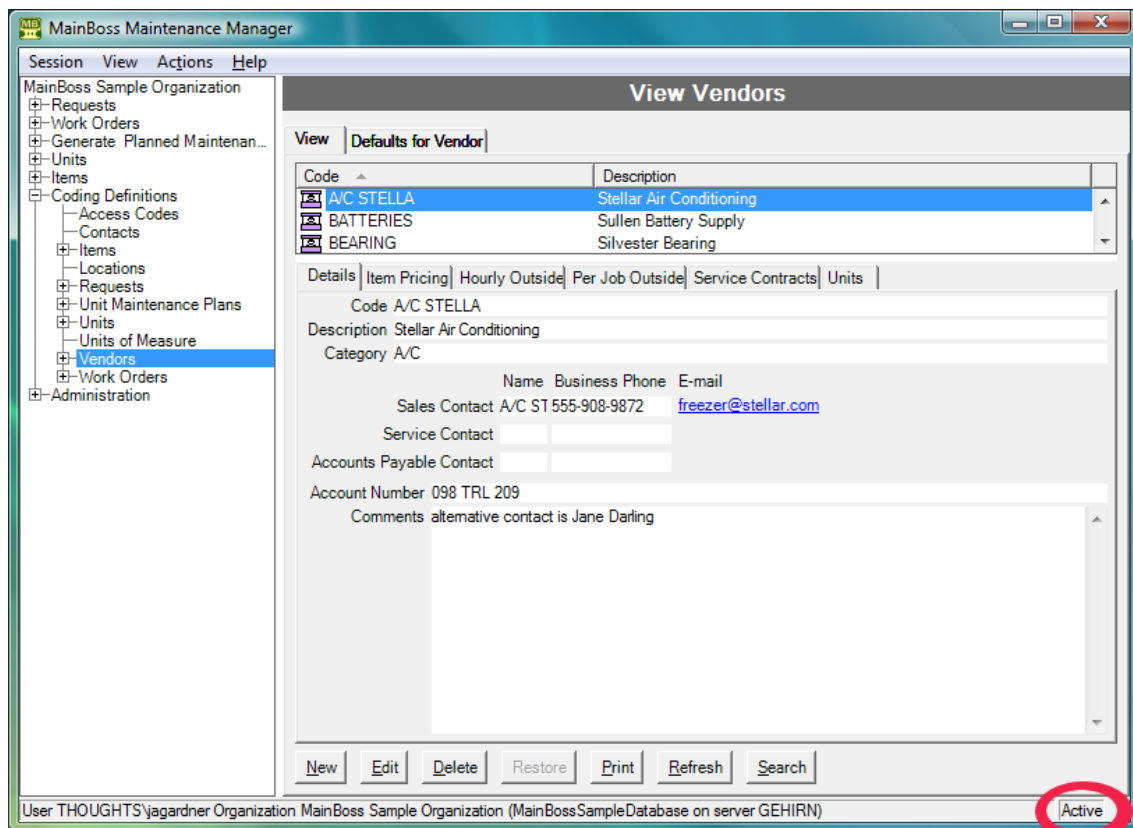 MB
MainBoss Maintenance Manager
Session View Actions Help
MainBoss Sample Organization
Requests
Work Orders
Generate Planned Maintenan...
Units
Items
Coding Definitions
Access Codes
Contacts
Items
Locations
Requests
Unit Maintenance Plans
Units
Units of Measure
Vendors
Work Orders
Administration
View Vendors
View Defaults for Vendor
Code Description
A/C STELLA Stellar Air Conditioning
BATTERIES Sullen Battery Supply
BEARING Silvester Bearing
Details Item Pricing Hourly Outside Per Job Outside Service Contracts Units
Code A/C STELLA
Description Stellar Air Conditioning
Category A/C
Name Business Phone E-mail
Sales Contact A/C ST 555-908-9872 freezer@stellar.com
Service Contact
Accounts Payable Contact
Account Number 098 TRL 209
Comments alternative contact is Jane Darling
New Edit Delete Restore Print Refresh Search
User THOUGHTS\jagardner Organization MainBoss Sample Organization (MainBossSampleDatabase on server GEHIRN) Active